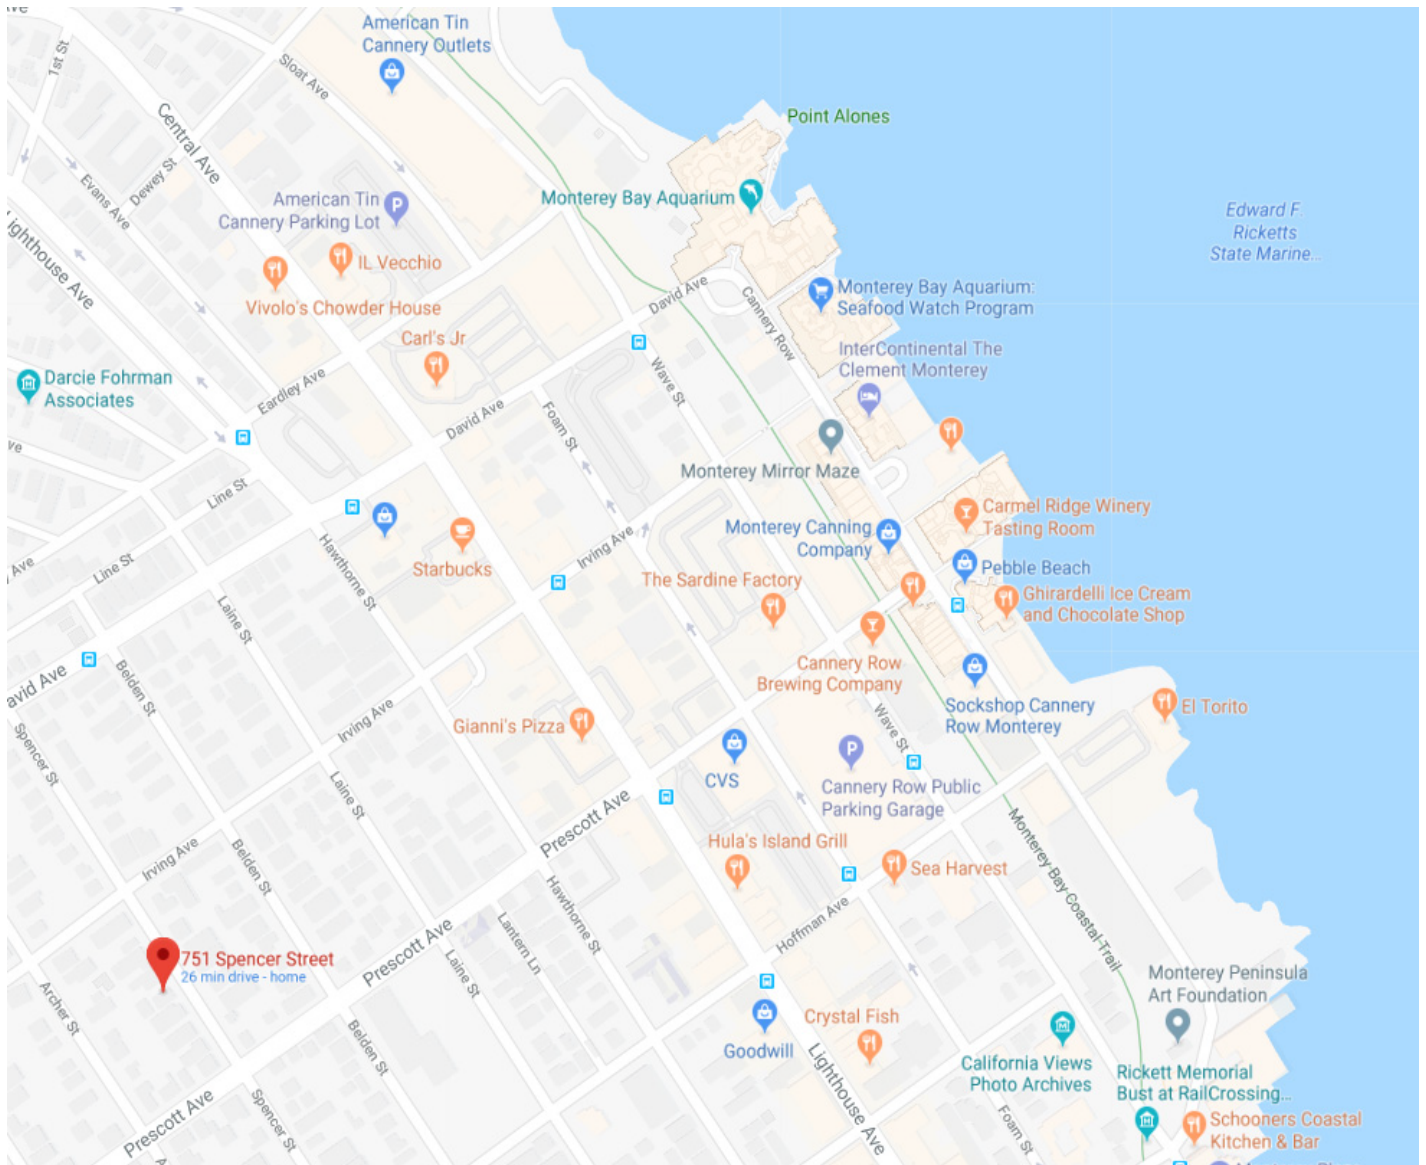 ve
1st St
American Tin
Cannery Outlets
Sloat Ave
Central Ave
Point Alones
Dewey St
Evans Ave
American Tin
Cannery Parking Lot
Monterey Bay Aquarium
Edward F.
Ricketts
State Marine...
Lighthouse Ave
IL Vecchio
Vivolo's Chowder House
David Ave
Cannery Row
Monterey Bay Aquarium:
Seafood Watch Program
Carl's Jr
InterContinental The
Clement Monterey
Darcie Fohrman
Associates
Eardley Ave
Wave St
David Ave
Foam St
ve
Monterey Mirror Maze
Line St
Carmel Ridge Winery
Tasting Room
Monterey Canning
Company
Hawthorne St
Starbucks
Irving Ave
Ave
Line St
The Sardine Factory
Pebble Beach
Ghirardelli Ice Cream
and Chocolate Shop
Laine St
avid Ave
Belden St
Cannery Row
Brewing Company
Sockshop Cannery
Row Monterey
El Torito
Irving Ave
Gianni's Pizza
Spencer St
Wave St
CVS
Cannery Row Public
Parking Garage
Laine St
Prescott Ave
Irving Ave
Belden St
Hula's Island Grill
Sea Harvest
Monterey Bay Coastal Trail
Hawthorne St
Hoffman Ave
Lantern Ln
Prescott Ave
Laine St
751 Spencer Street
26 min drive - home
Archer St
Monterey Peninsula
Art Foundation
Belden St
Goodwill
Crystal Fish
Lighthouse Ave
California Views
Photo Archives
Rickett Memorial
Bust at RailCrossing...
Prescott Ave
Spencer St
Foam St
Schooners Coastal
Kitchen & Bar
A